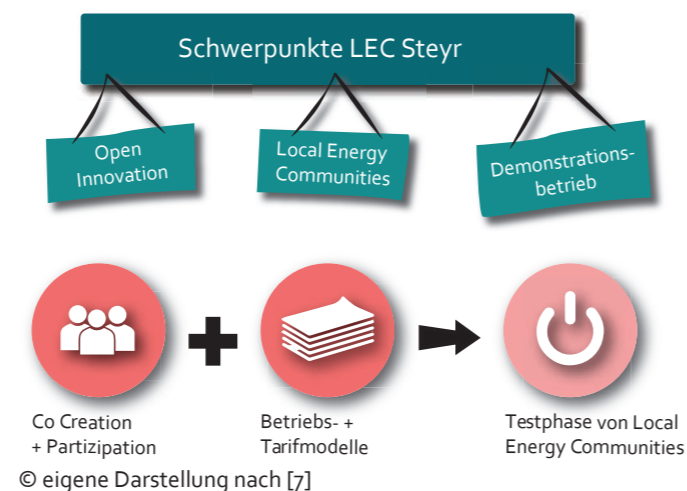 Schwerpunkte LEC Steyr
Open
Innovation
Local Energy
Communities
Demonstrations-
betrieb
Co Creation
+ Partizipation
Betriebs- +
Tarifmodelle
Testphase von Local
Energy Communities
© eigene Darstellung nach [7]